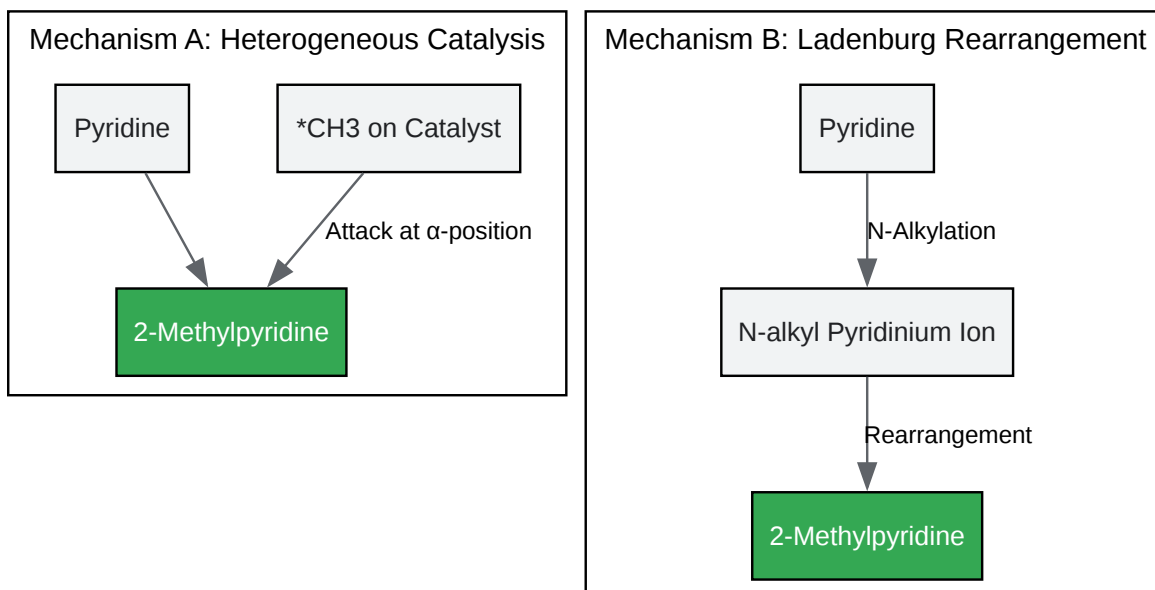 Mechanism A: Heterogeneous Catalysis
Pyridine
*CH3 on Catalyst
Attack at α-position
2-Methylpyridine
Mechanism B: Ladenburg Rearrangement
Pyridine
N-Alkylation
N-alkyl Pyridinium Ion
Rearrangement
2-Methylpyridine